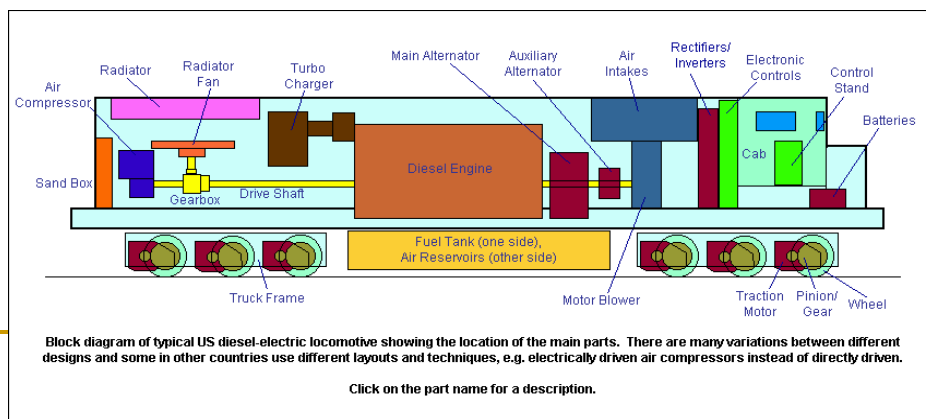 Main Alternator
Auxiliary
Alternator
Air
Intakes
Rectifiers/
Inverters
Electronic
Controls
Control
Stand
Batteries
Turbo
Charger
Radiator
Fan
Radiator
Air
Compressor
Sand Box
Gearbox
Drive Shaft
Diesel Engine
Cab
Fuel Tank (one side),
Air Reservoirs (other side)
Truck Frame
Motor Blower
Traction
Motor
Pinion/
Gear
Wheel
Block diagram of typical US diesel-electric locomotive showing the location of the main parts. There are many variations between different
designs and some in other countries use different layouts and techniques, e.g. electrically driven air compressors instead of directly driven.
Click on the part name for a description.